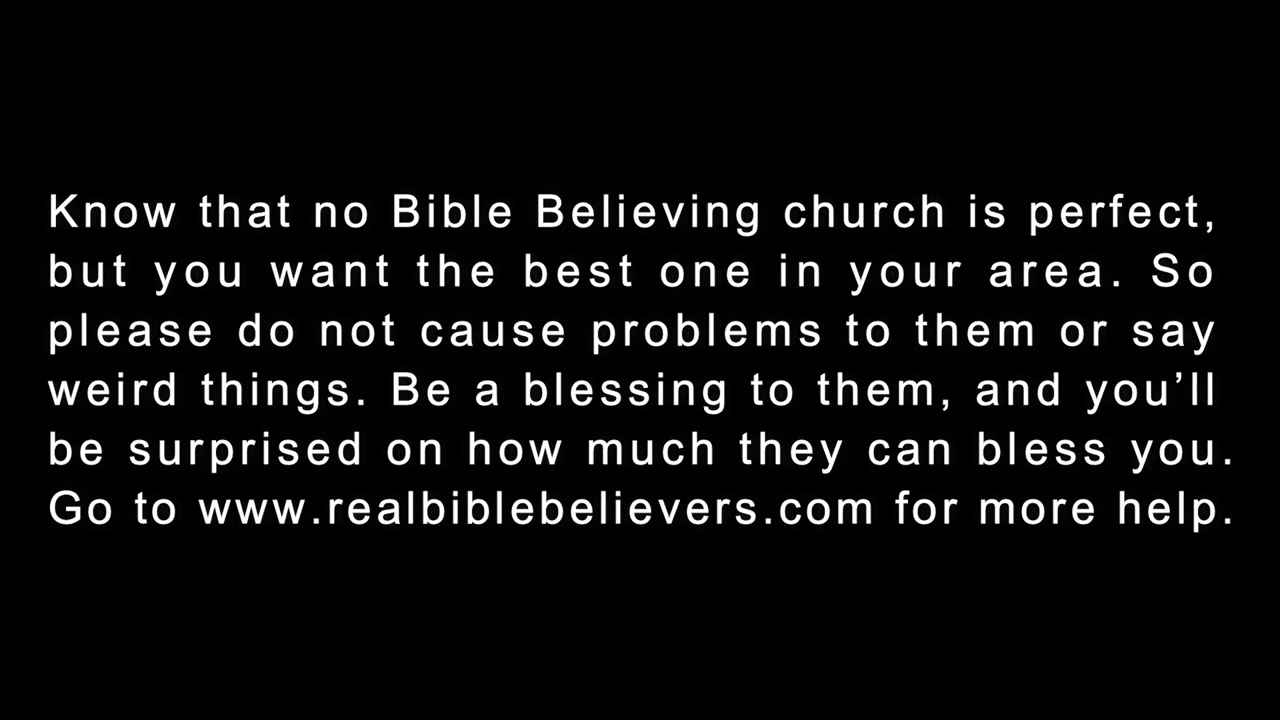 Know that no Bible Believing church is perfect,
but you want the best one in your area. So
please do not cause problems to them or say
weird things. Be a blessing to them, and you’ll
be surprised on how much they can bless you.
Go to www.realbiblebelievers.com for more help.